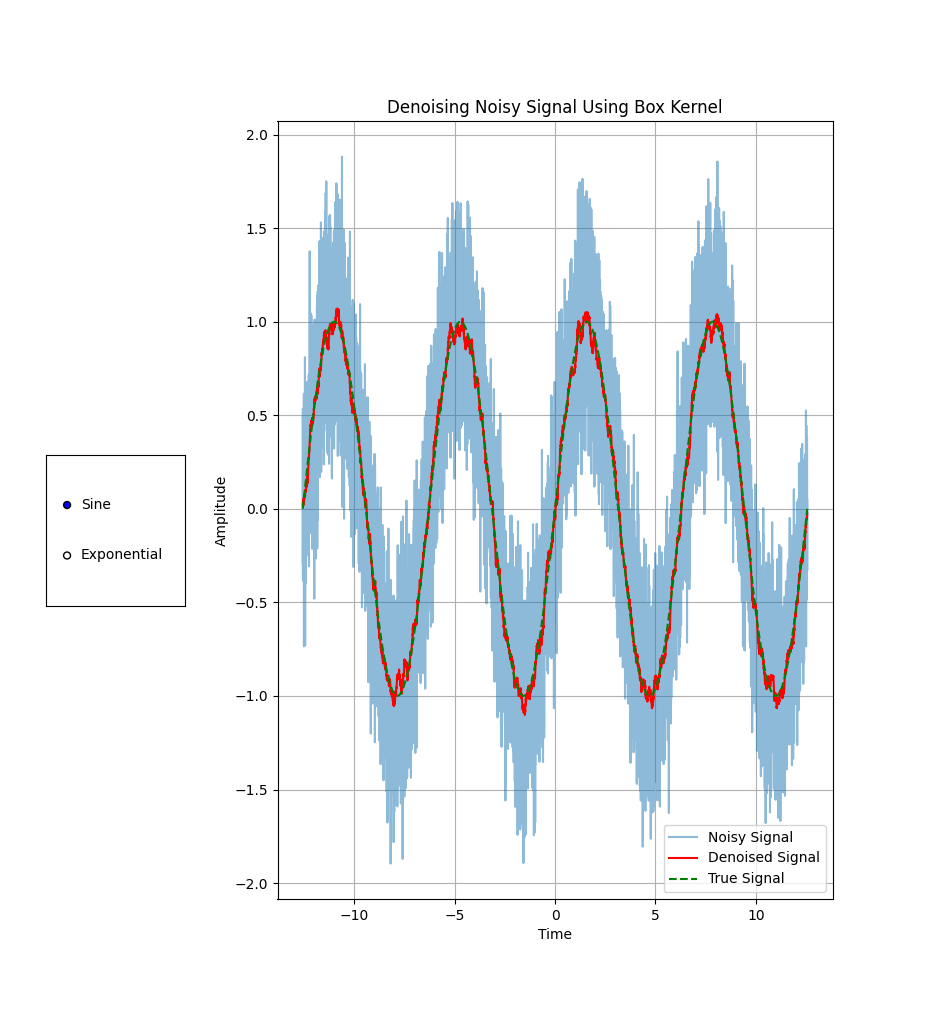 Denoising Noisy Signal Using Box Kernel
2.0
1.5
1.0
0.5
0.0
−0.5
−1.0
−1.5
−2.0
Amplitude
Sine
Exponential
Noisy Signal
Denoised Signal
True Signal
−10 −5 0 5 10
Time